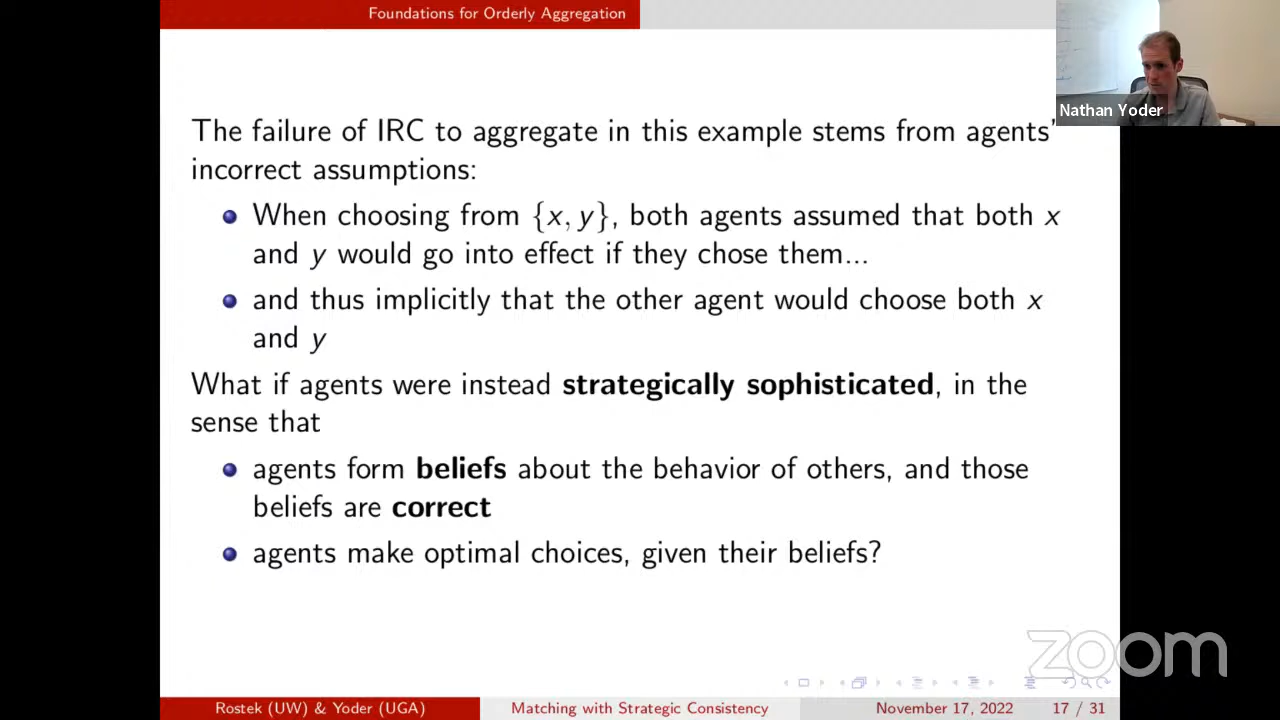 Foundations for Orderly Aggregation
Nathan Yoder
The failure of IRC to aggregate in this example stems from agents'
incorrect assumptions:
When choosing from {x, y}, both agents assumed that both x
and y would go into effect if they chose them...
and thus implicitly that the other agent would choose both x
and y
What if agents were instead strategically sophisticated, in the
sense that
agents form beliefs about the behavior of others, and those
beliefs are correct
agents make optimal choices, given their beliefs?
zoom
Rostek (UW) & Yoder (UGA)
Matching with Strategic Consistency
November 17, 2022
17 / 31